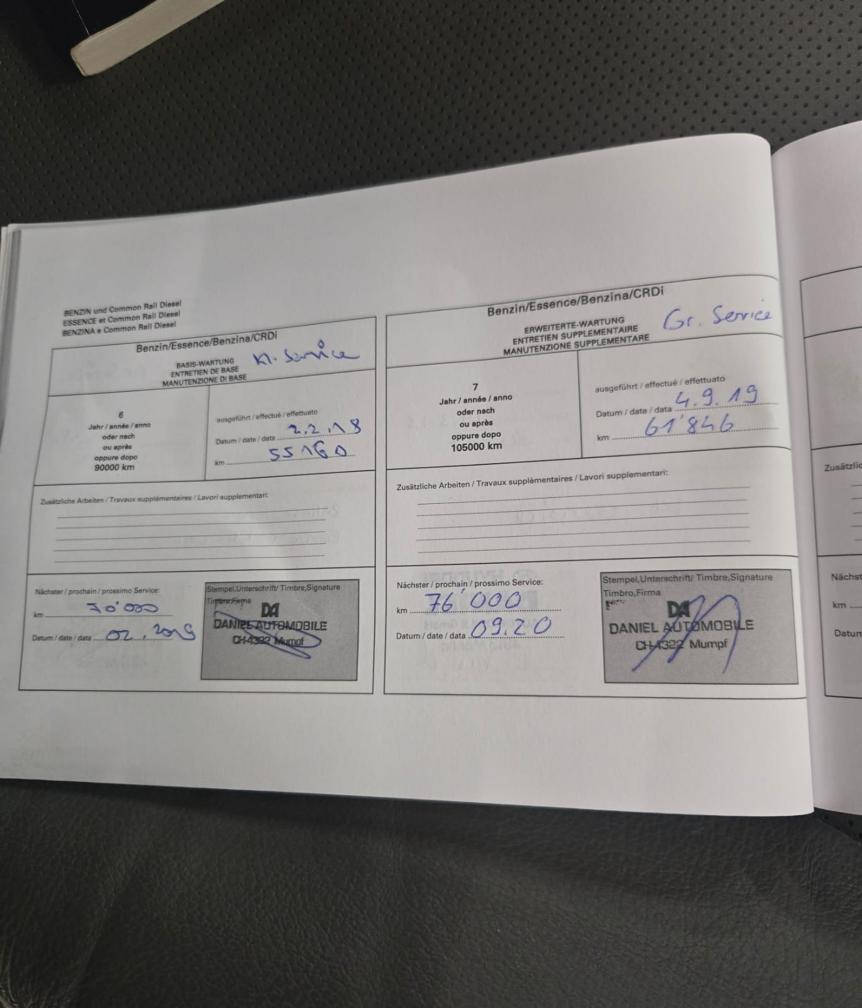 BENZIN und Common Rail Diesel
ESSENCE et Common Rail Diesel
BENZINA e Common Rail Diesel
Benzin/Essence/Benzina/CRDi
BASIS-WARTUNG
ENTRETIEN DE BASE
MANUTENZIONE DI BASE
Kl. Service
6
Jahr / année / anno
oder nach
ou après
oppure dopo
90000 km
ausgeführt / effectué / effettuato
Datum / date / data 2.2.18
km 55160
Zusätzliche Arbeiten / Travaux supplémentaires / Lavori supplementari:
Nächster / prochain / prossimo Service:
km 70'000
Datum / date / data 02.2019
Stempel,Unterschrift/ Timbre,Signature
Timbro,Firma
DA
DANIEL AUTOMOBILE
CH-4322 Mumpf
Benzin/Essence/Benzina/CRDi
ERWEITERTE-WARTUNG
ENTRETIEN SUPPLEMENTAIRE
MANUTENZIONE SUPPLEMENTARE
Gr. Service
7
Jahr / année / anno
oder nach
ou après
oppure dopo
105000 km
ausgeführt / effectué / effettuato
Datum / date / data 4.9.19
km 61'846
Zusätzliche Arbeiten / Travaux supplémentaires / Lavori supplementari:
Nächster / prochain / prossimo Service:
km 76'000
Datum / date / data 09.20
Stempel,Unterschrift/ Timbre,Signature
Timbro,Firma
DA
DANIEL AUTOMOBILE
CH-4322 Mumpf
km